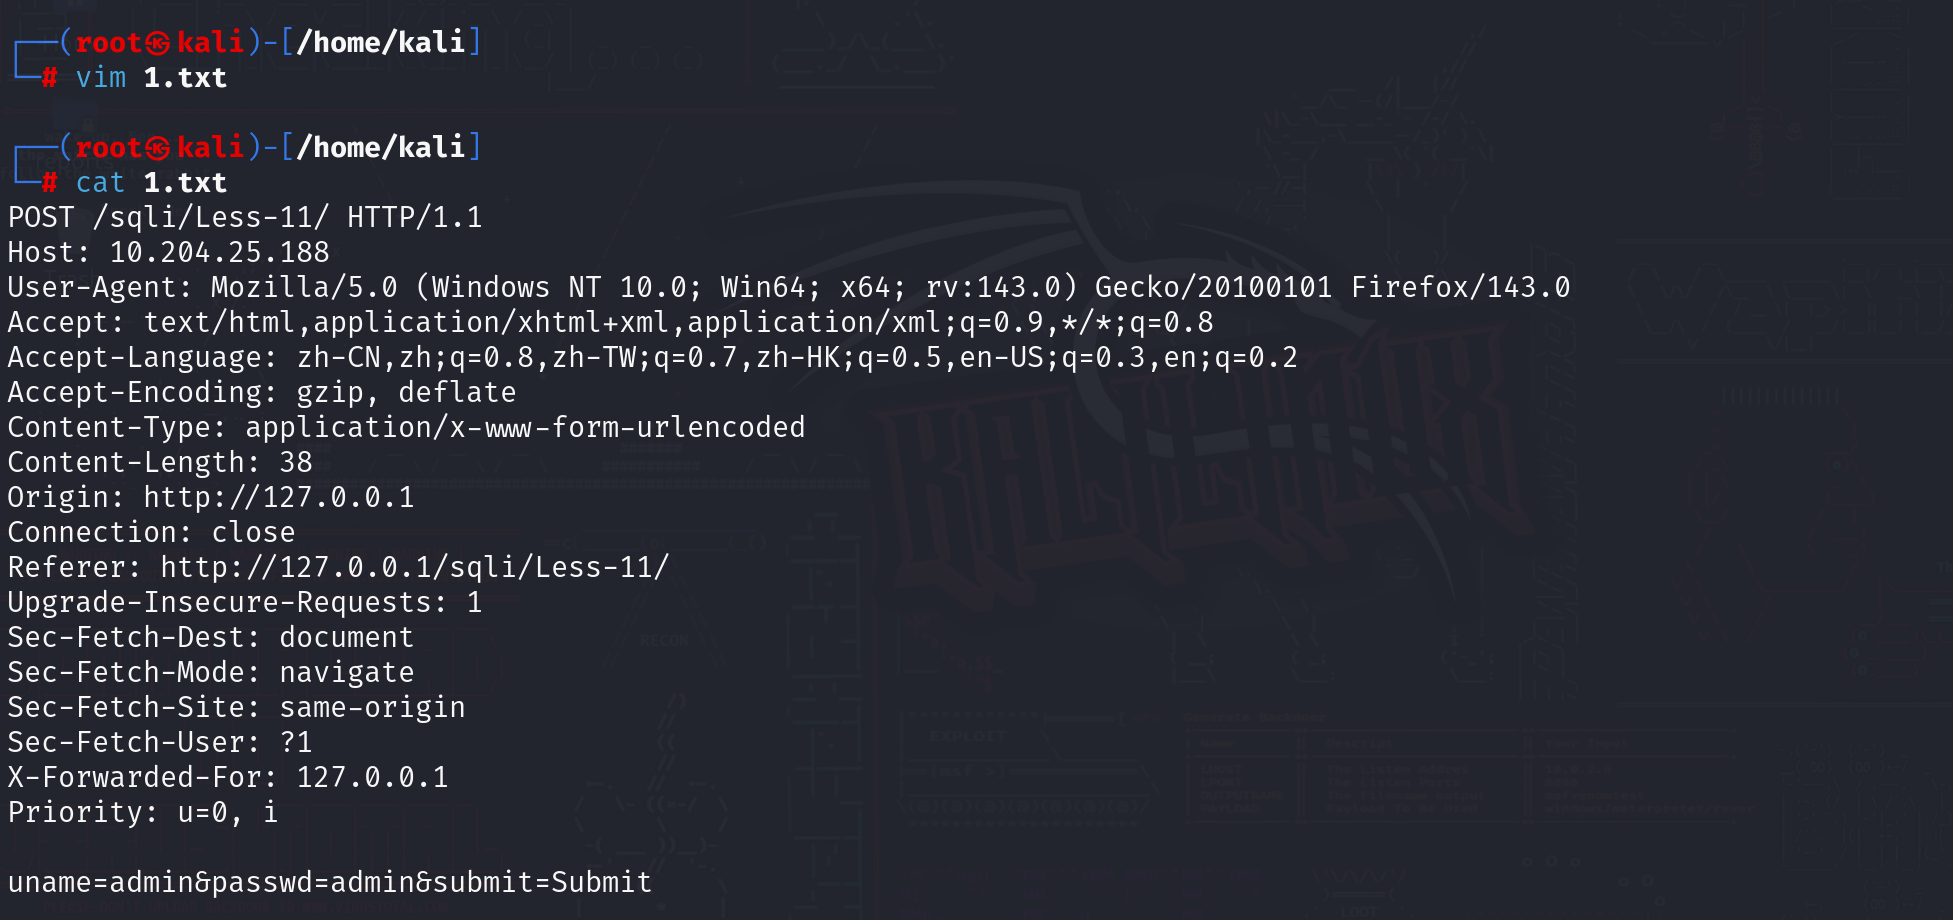 ┌──(root㉿kali)-[/home/kali]
└─# vim 1.txt
┌──(root㉿kali)-[/home/kali]
└─# cat 1.txt
POST /sqli/Less-11/ HTTP/1.1
Host: 10.204.25.188
User-Agent: Mozilla/5.0 (Windows NT 10.0; Win64; x64; rv:143.0) Gecko/20100101 Firefox/143.0
Accept: text/html,application/xhtml+xml,application/xml;q=0.9,*/*;q=0.8
Accept-Language: zh-CN,zh;q=0.8,zh-TW;q=0.7,zh-HK;q=0.5,en-US;q=0.3,en;q=0.2
Accept-Encoding: gzip, deflate
Content-Type: application/x-www-form-urlencoded
Content-Length: 38
Origin: http://127.0.0.1
Connection: close
Referer: http://127.0.0.1/sqli/Less-11/
Upgrade-Insecure-Requests: 1
Sec-Fetch-Dest: document
Sec-Fetch-Mode: navigate
Sec-Fetch-Site: same-origin
Sec-Fetch-User: ?1
X-Forwarded-For: 127.0.0.1
Priority: u=0, i
uname=admin&passwd=admin&submit=Submit
RECON
EXPLOIT
LOOT